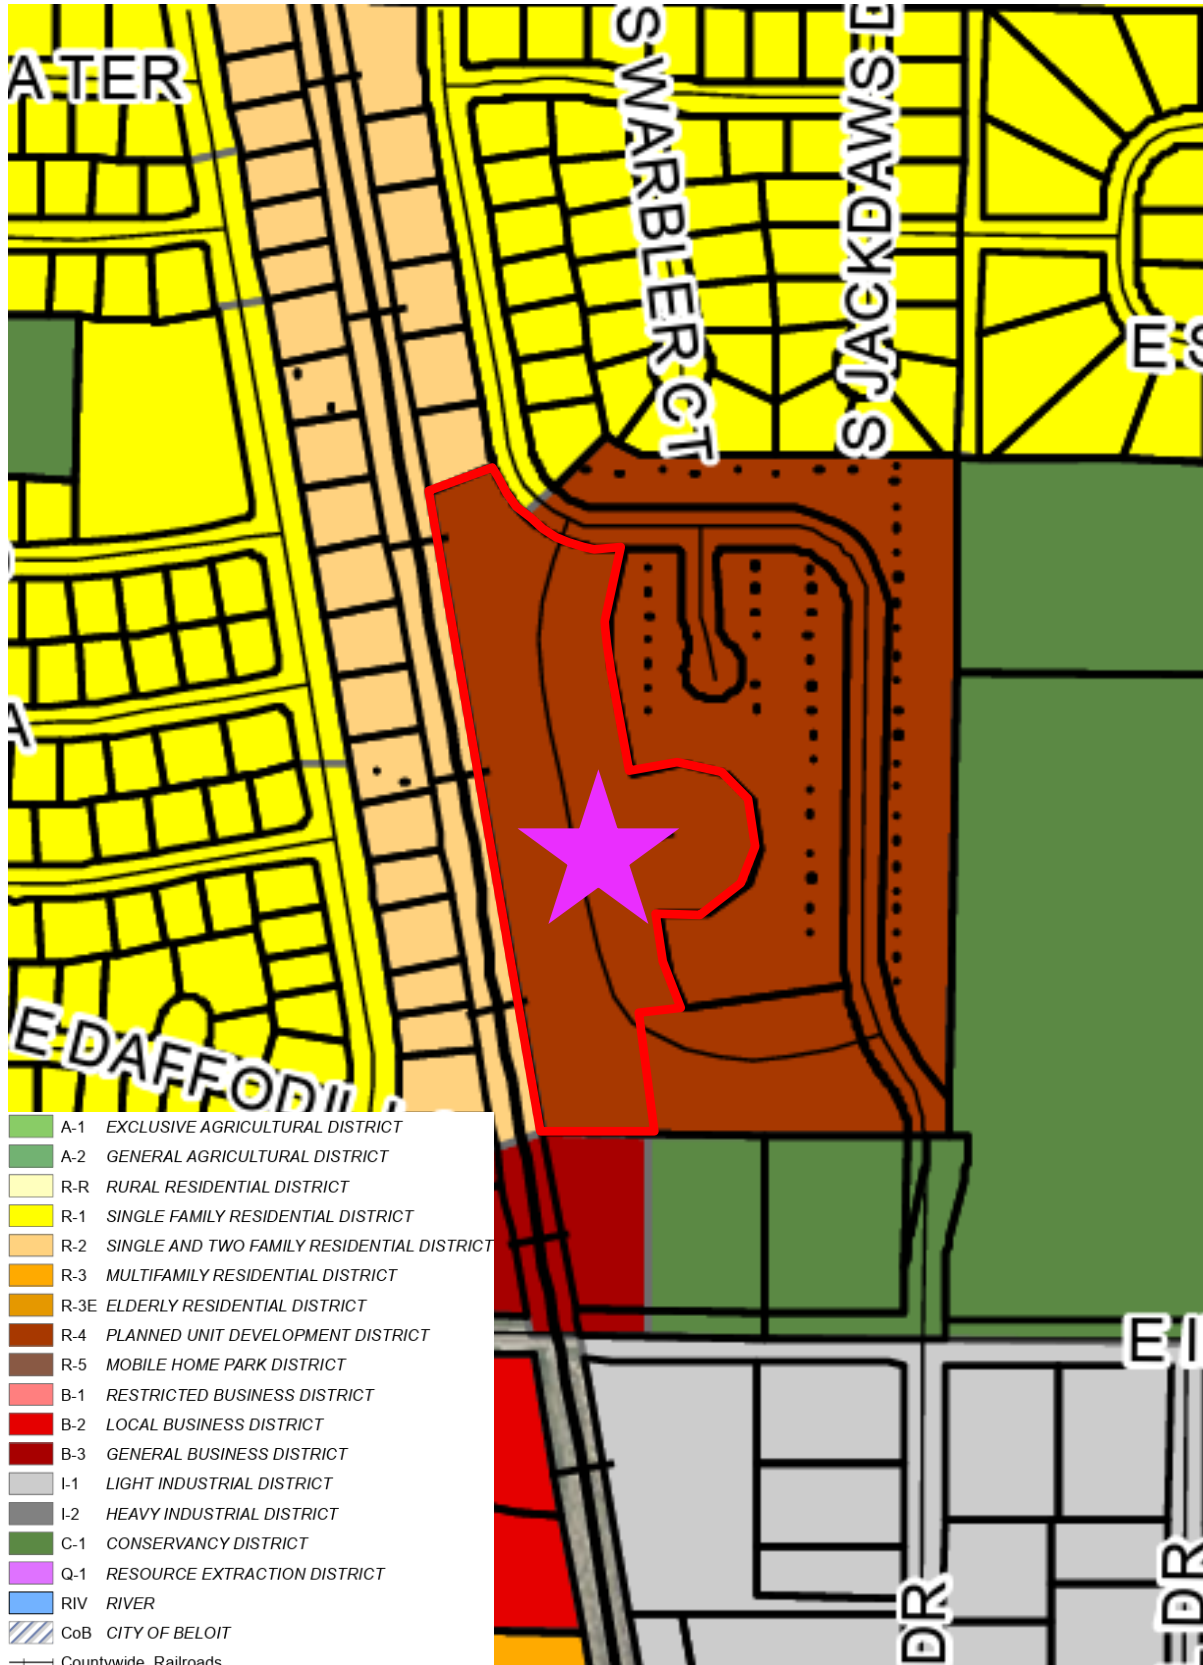 A TER
S WARBLER CT
S JACKDAWS D
E S
A
E DAFFODIL
A-1 EXCLUSIVE AGRICULTURAL DISTRICT
A-2 GENERAL AGRICULTURAL DISTRICT
R-R RURAL RESIDENTIAL DISTRICT
R-1 SINGLE FAMILY RESIDENTIAL DISTRICT
R-2 SINGLE AND TWO FAMILY RESIDENTIAL DISTRICT
R-3 MULTIFAMILY RESIDENTIAL DISTRICT
R-3E ELDERLY RESIDENTIAL DISTRICT
R-4 PLANNED UNIT DEVELOPMENT DISTRICT
R-5 MOBILE HOME PARK DISTRICT
B-1 RESTRICTED BUSINESS DISTRICT
B-2 LOCAL BUSINESS DISTRICT
B-3 GENERAL BUSINESS DISTRICT
I-1 LIGHT INDUSTRIAL DISTRICT
I-2 HEAVY INDUSTRIAL DISTRICT
C-1 CONSERVANCY DISTRICT
Q-1 RESOURCE EXTRACTION DISTRICT
RIV RIVER
CoB CITY OF BELOIT
Countywide_Railroads
E I
DR
DR